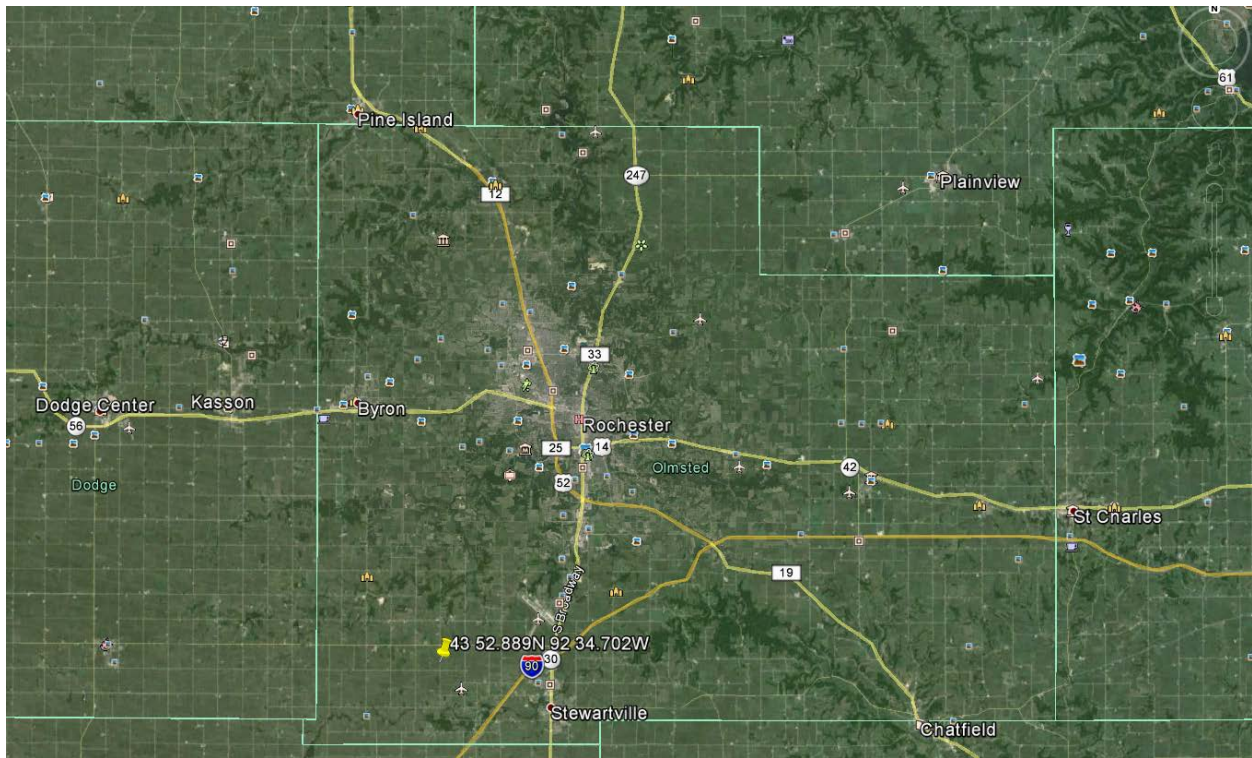 N
61
Pine Island
247
12
Plainview
33
Dodge Center
Kasson
Byron
56
Rochester
25
14
Olmsted
42
Dodge
52
St Charles
19
S Broadway
43 52.889N 92 34.702W
30
90
Stewartville
Chatfield